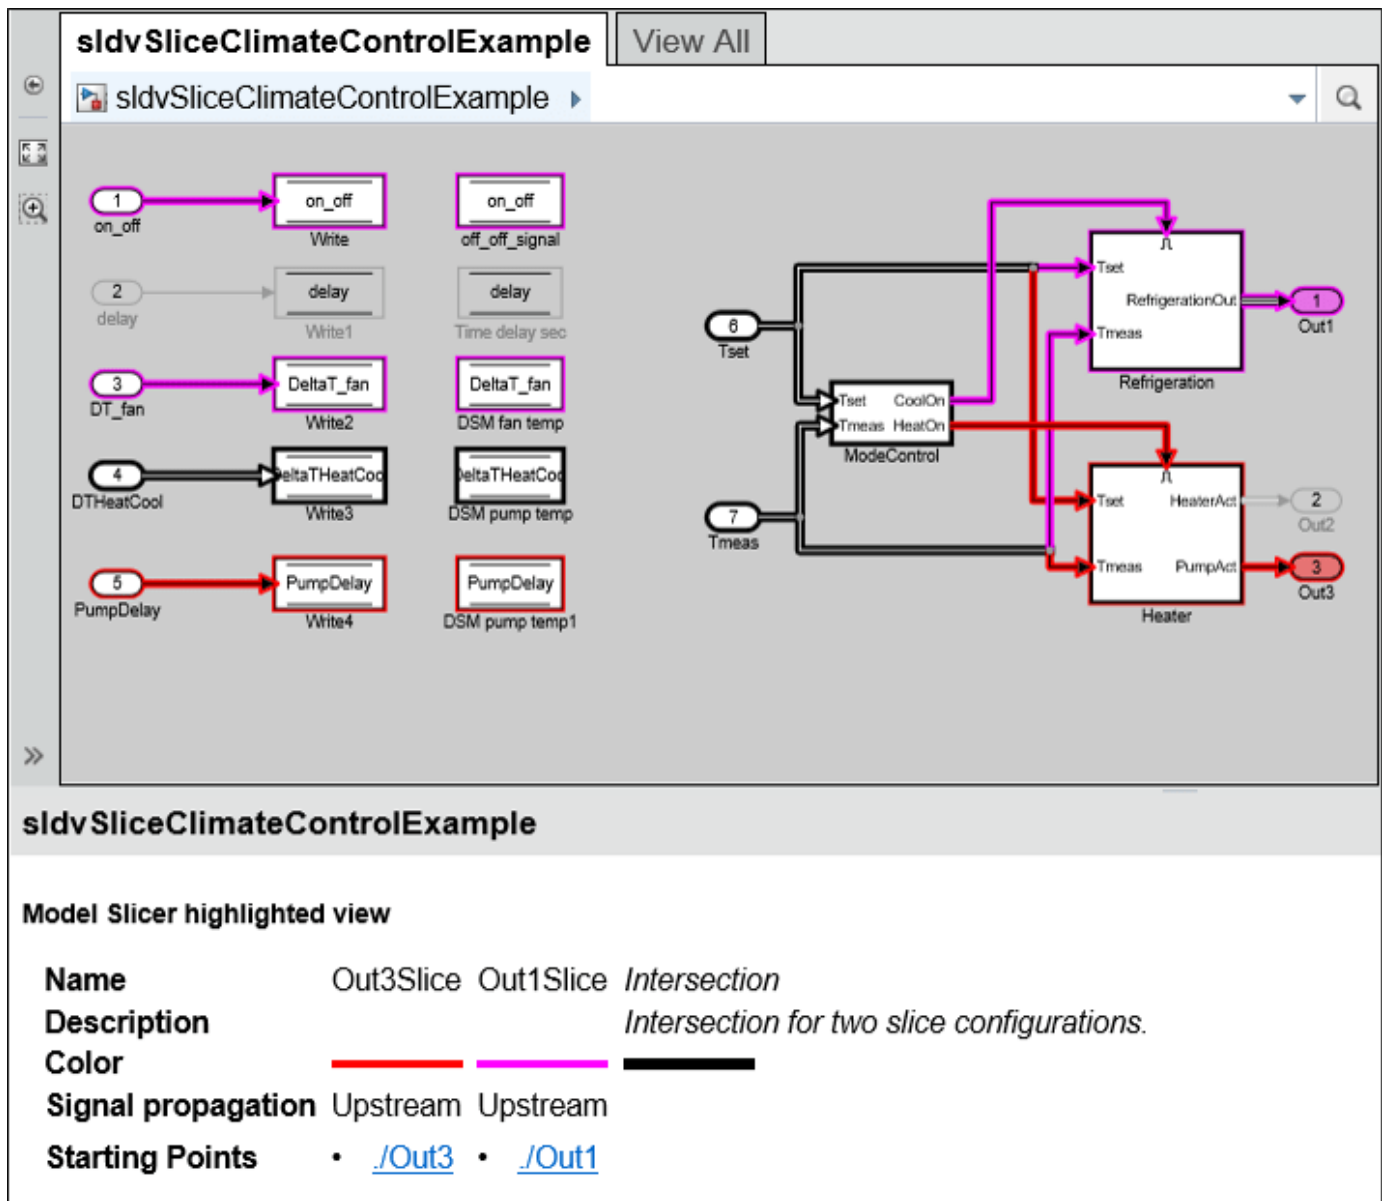 sldvSliceClimateControlExample View All
sldvSliceClimateControlExample
1 on_off on_off
on_off Write off_off_signal
2 delay delay
delay Write1 Time delay sec
3 DeltaT_fan DeltaT_fan
DT_fan Write2 DSM fan temp
4 eltaTHeatCoo eltaTHeatCoo
DTHeatCool Write3 DSM pump temp
5 PumpDelay PumpDelay
PumpDelay Write4 DSM pump temp1
6
Tset
7
Tmeas
Tset CoolOn
Tmeas HeatOn
ModeControl
Tset
RefrigerationOut
Tmeas
Refrigeration
1
Out1
Tset HeaterAct
Tmeas PumpAct
Heater
2
Out2
3
Out3
sldvSliceClimateControlExample
Model Slicer highlighted view
Name Out3Slice Out1Slice Intersection
Description Intersection for two slice configurations.
Color
Signal propagation Upstream Upstream
Starting Points • ./Out3 • ./Out1